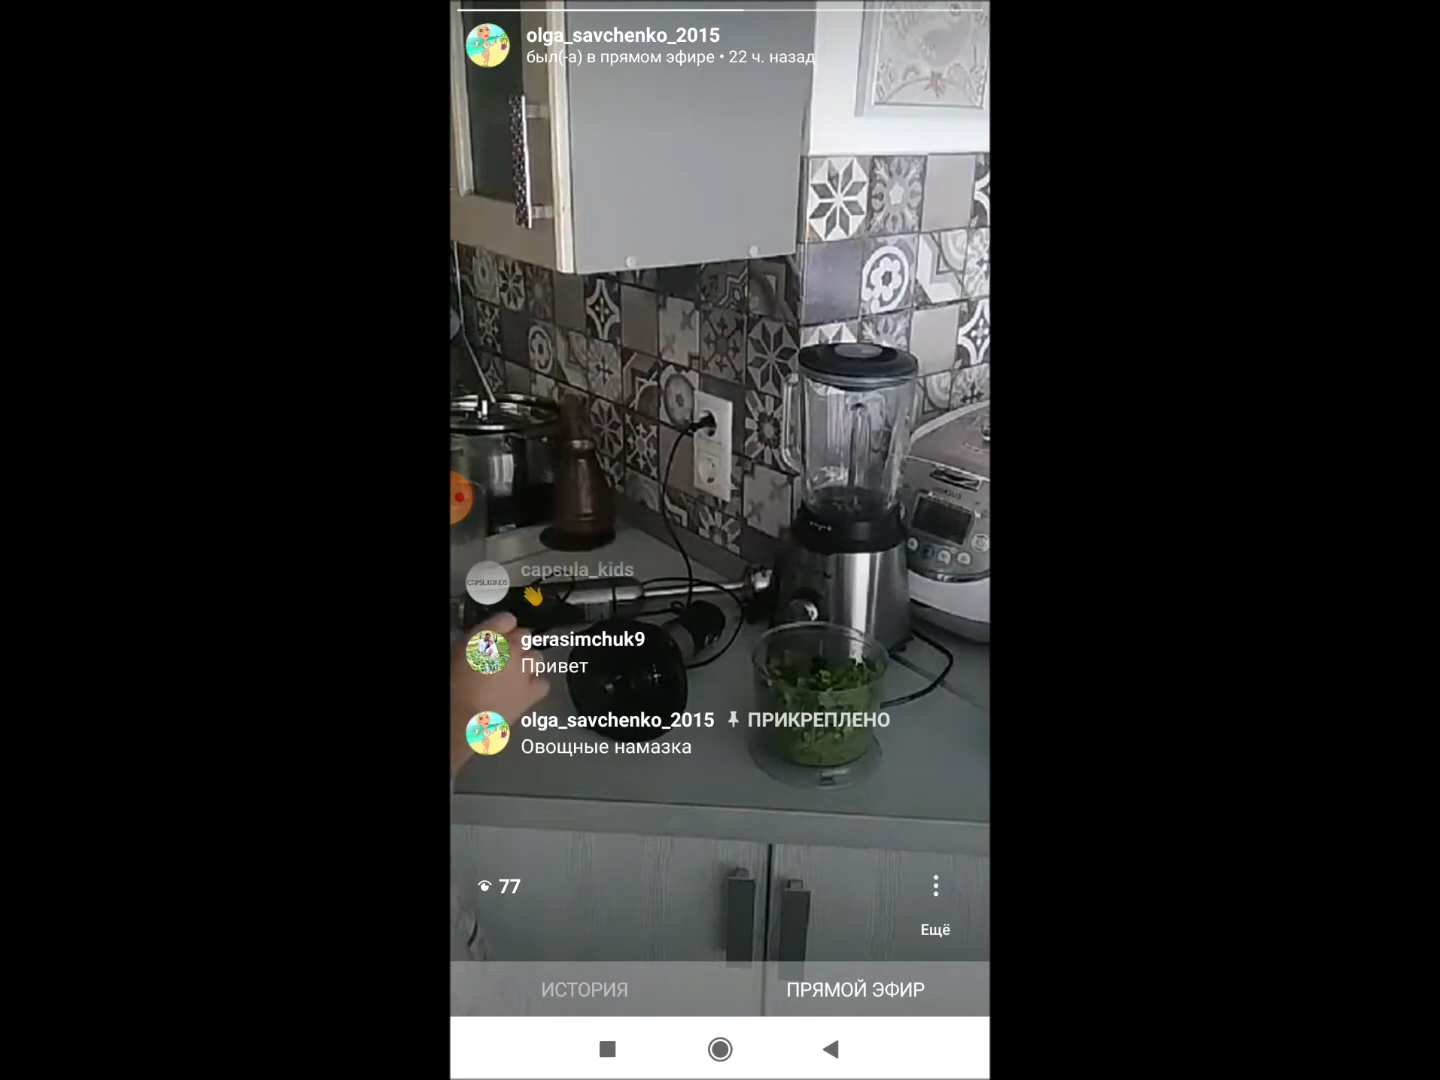 olga_savchenko_2015
был(-а) в прямом эфире • 22 ч. назад
capsula_kids
gerasimchuk9
Привет
olga_savchenko_2015 ПРИКРЕПЛЕНО
Овощные намазка
77
Ещё
ИСТОРИЯ
ПРЯМОЙ ЭФИР